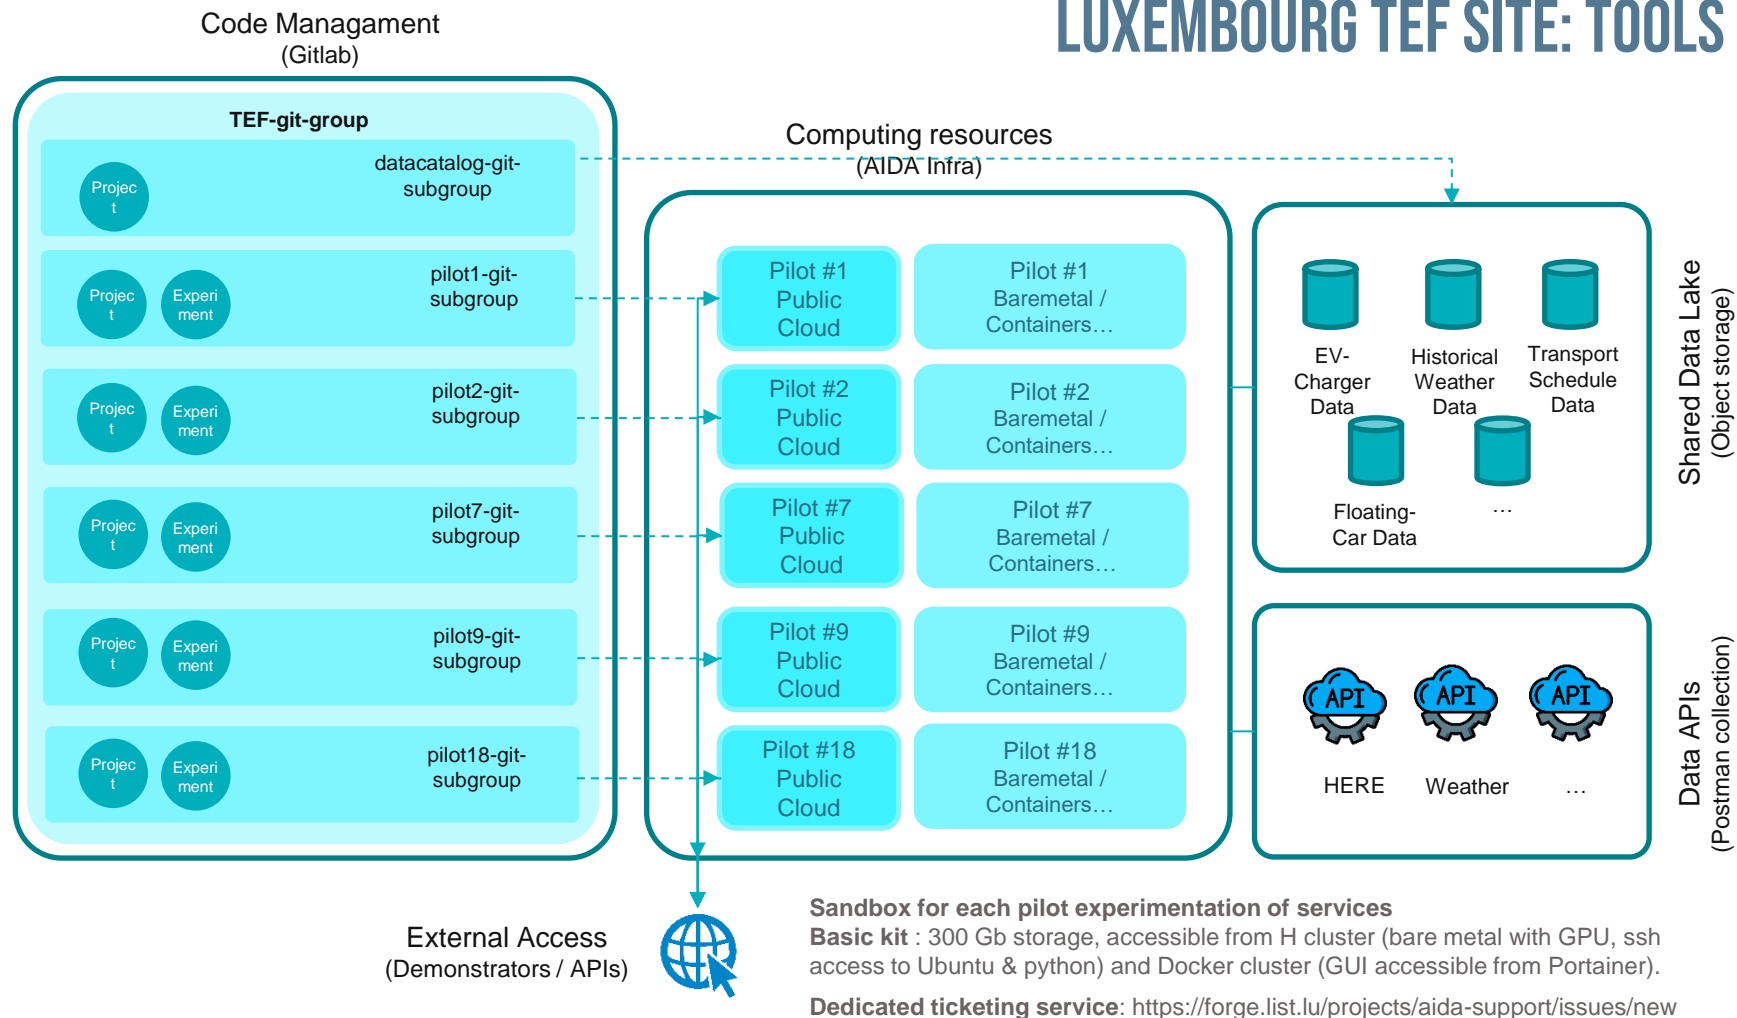 LUXEMBOURG TEF SITE: TOOLS
Code Managament
(Gitlab)
TEF-git-group
datacatalog-git-
subgroup
Projec
t
pilot1-git-
subgroup
Projec
t
Experi
ment
pilot2-git-
subgroup
Projec
t
Experi
ment
pilot7-git-
subgroup
Projec
t
Experi
ment
pilot9-git-
subgroup
Projec
t
Experi
ment
pilot18-git-
subgroup
Projec
t
Experi
ment
Computing resources
(AIDA Infra)
Pilot #1
Public
Cloud
Pilot #1
Baremetal /
Containers…
Pilot #2
Public
Cloud
Pilot #2
Baremetal /
Containers…
Pilot #7
Public
Cloud
Pilot #7
Baremetal /
Containers…
Pilot #9
Public
Cloud
Pilot #9
Baremetal /
Containers…
Pilot #18
Public
Cloud
Pilot #18
Baremetal /
Containers…
EV-
Charger
Data
Historical
Weather
Data
Transport
Schedule
Data
Floating-
Car Data
…
Shared Data Lake
(Object storage)
API
API
API
HERE
Weather
…
Data APIs
(Postman collection)
External Access
(Demonstrators / APIs)
Sandbox for each pilot experimentation of services
Basic kit : 300 Gb storage, accessible from H cluster (bare metal with GPU, ssh
access to Ubuntu & python) and Docker cluster (GUI accessible from Portainer).
Dedicated ticketing service: https://forge.list.lu/projects/aida-support/issues/new